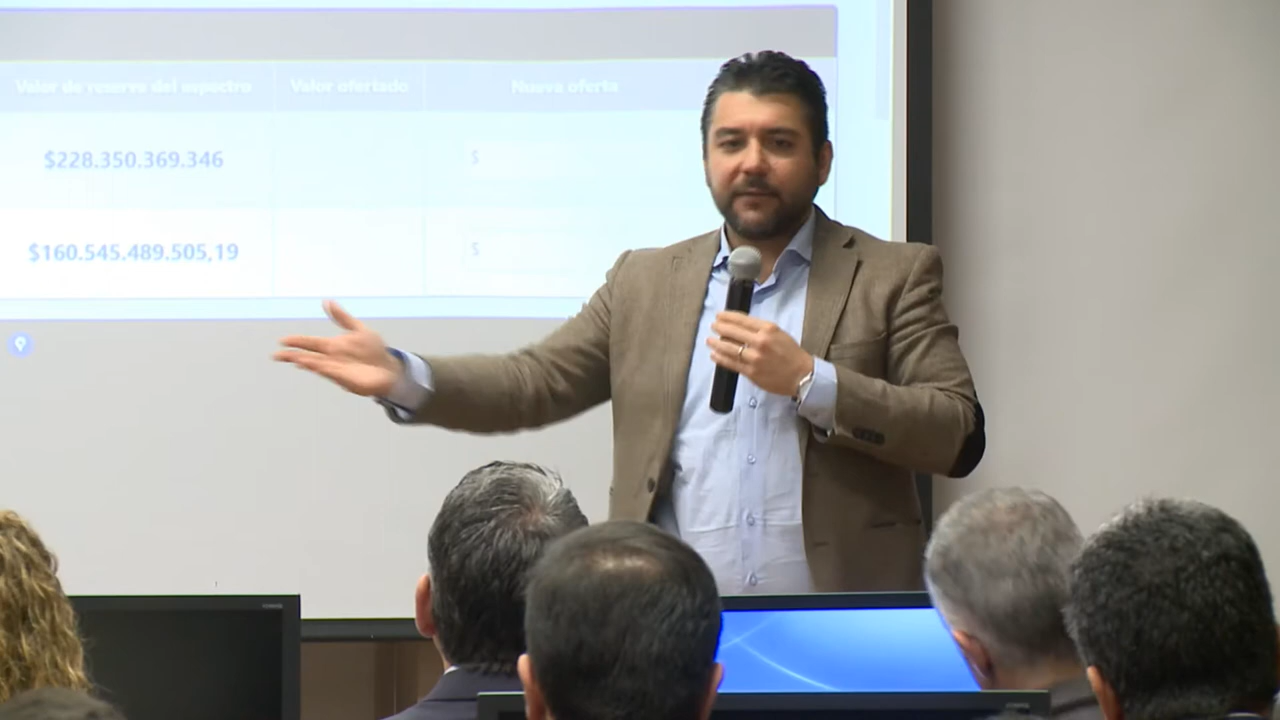 Valor de reserva del espectro Valor ofertado Nueva oferta
$228.350.369.346 $
$160.545.489.505,19 $